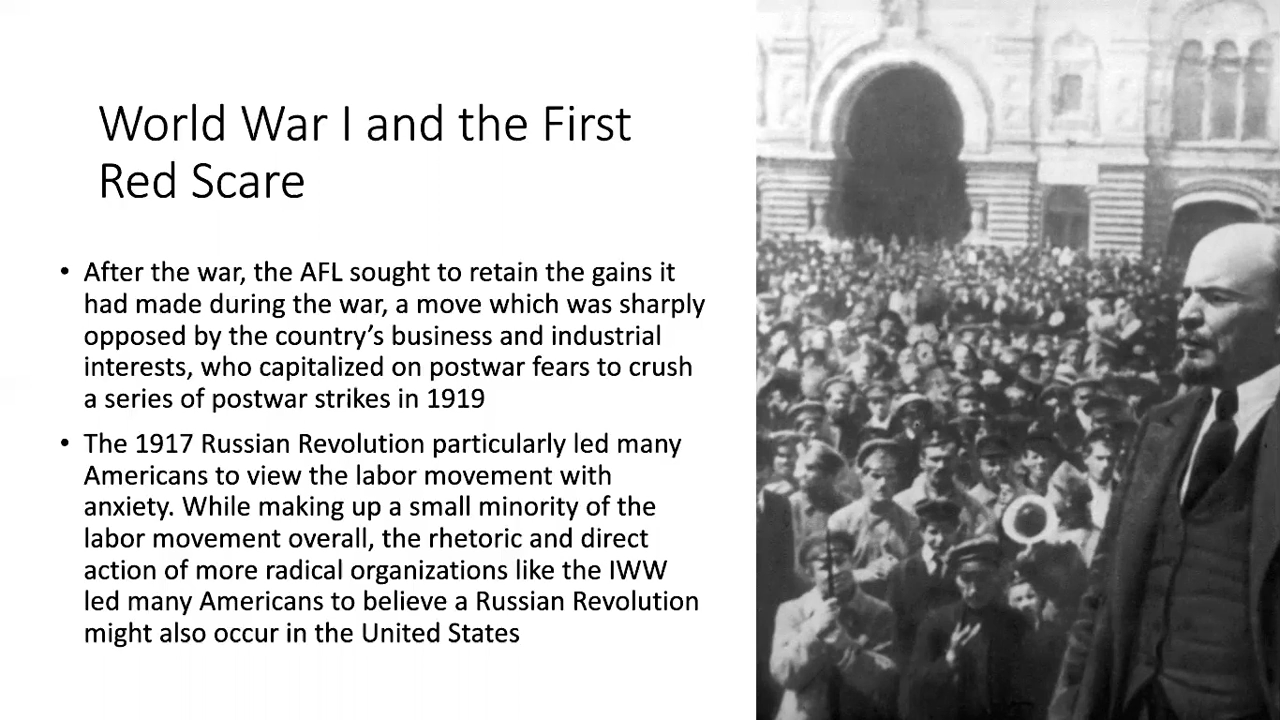 World War I and the First
Red Scare
• After the war, the AFL sought to retain the gains it
had made during the war, a move which was sharply
opposed by the country’s business and industrial
interests, who capitalized on postwar fears to crush
a series of postwar strikes in 1919
• The 1917 Russian Revolution particularly led many
Americans to view the labor movement with
anxiety. While making up a small minority of the
labor movement overall, the rhetoric and direct
action of more radical organizations like the IWW
led many Americans to believe a Russian Revolution
might also occur in the United States